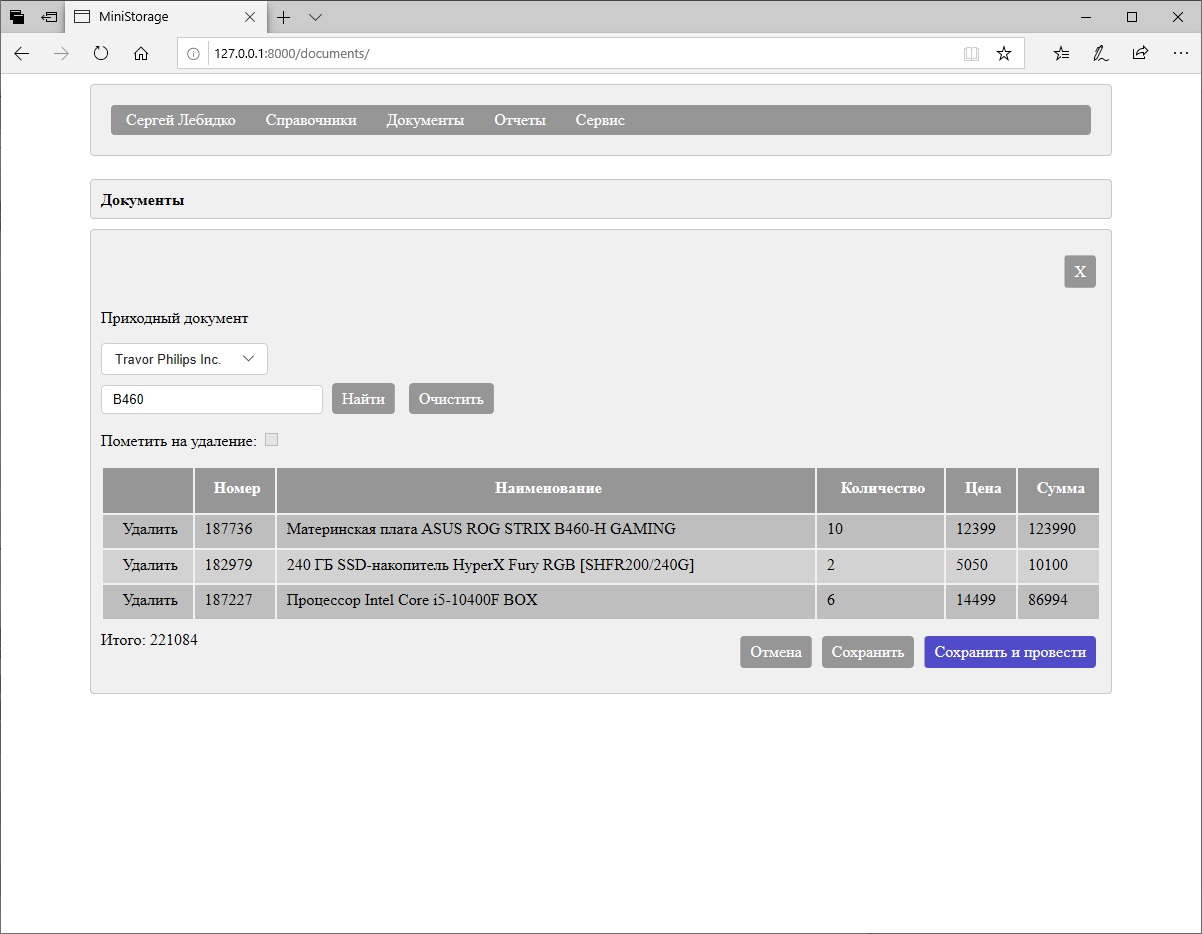 MiniStorage
127.0.0.1:8000/documents/
Сергей Лебидко Справочники Документы Отчеты Сервис
Документы
X
Приходный документ
Travor Philips Inc.
B460 Найти Очистить
Пометить на удаление:
Номер Наименование Количество Цена Сумма
Удалить 187736 Материнская плата ASUS ROG STRIX B460-H GAMING 10 12399 123990
Удалить 182979 240 ГБ SSD-накопитель HyperX Fury RGB [SHFR200/240G] 2 5050 10100
Удалить 187227 Процессор Intel Core i5-10400F BOX 6 14499 86994
Итого: 221084
Отмена Сохранить Сохранить и провести